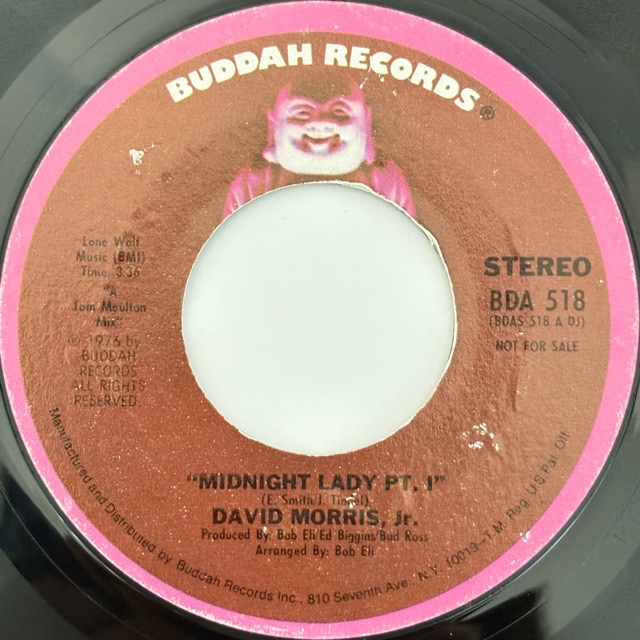 BUDDAH RECORDS®
Lone Wolf
Music (BMI)
Time: 3:36
"A
Tom Moulton
Mix"
℗ 1976 by
BUDDAH
RECORDS
ALL RIGHTS
RESERVED.
STEREO
BDA 518
(BDAS 518 A DJ)
NOT FOR SALE
"MIDNIGHT LADY PT. I"
(E. Smith/J. Tinnel)
DAVID MORRIS, Jr.
Produced By: Bob Eli/Ed Biggins/Bud Ross
Arranged By: Bob Eli
Manufactured and Distributed by Buddah Records Inc., 810 Seventh Ave. N.Y. 10019-T.M. Reg. U.S. Pat. Off.